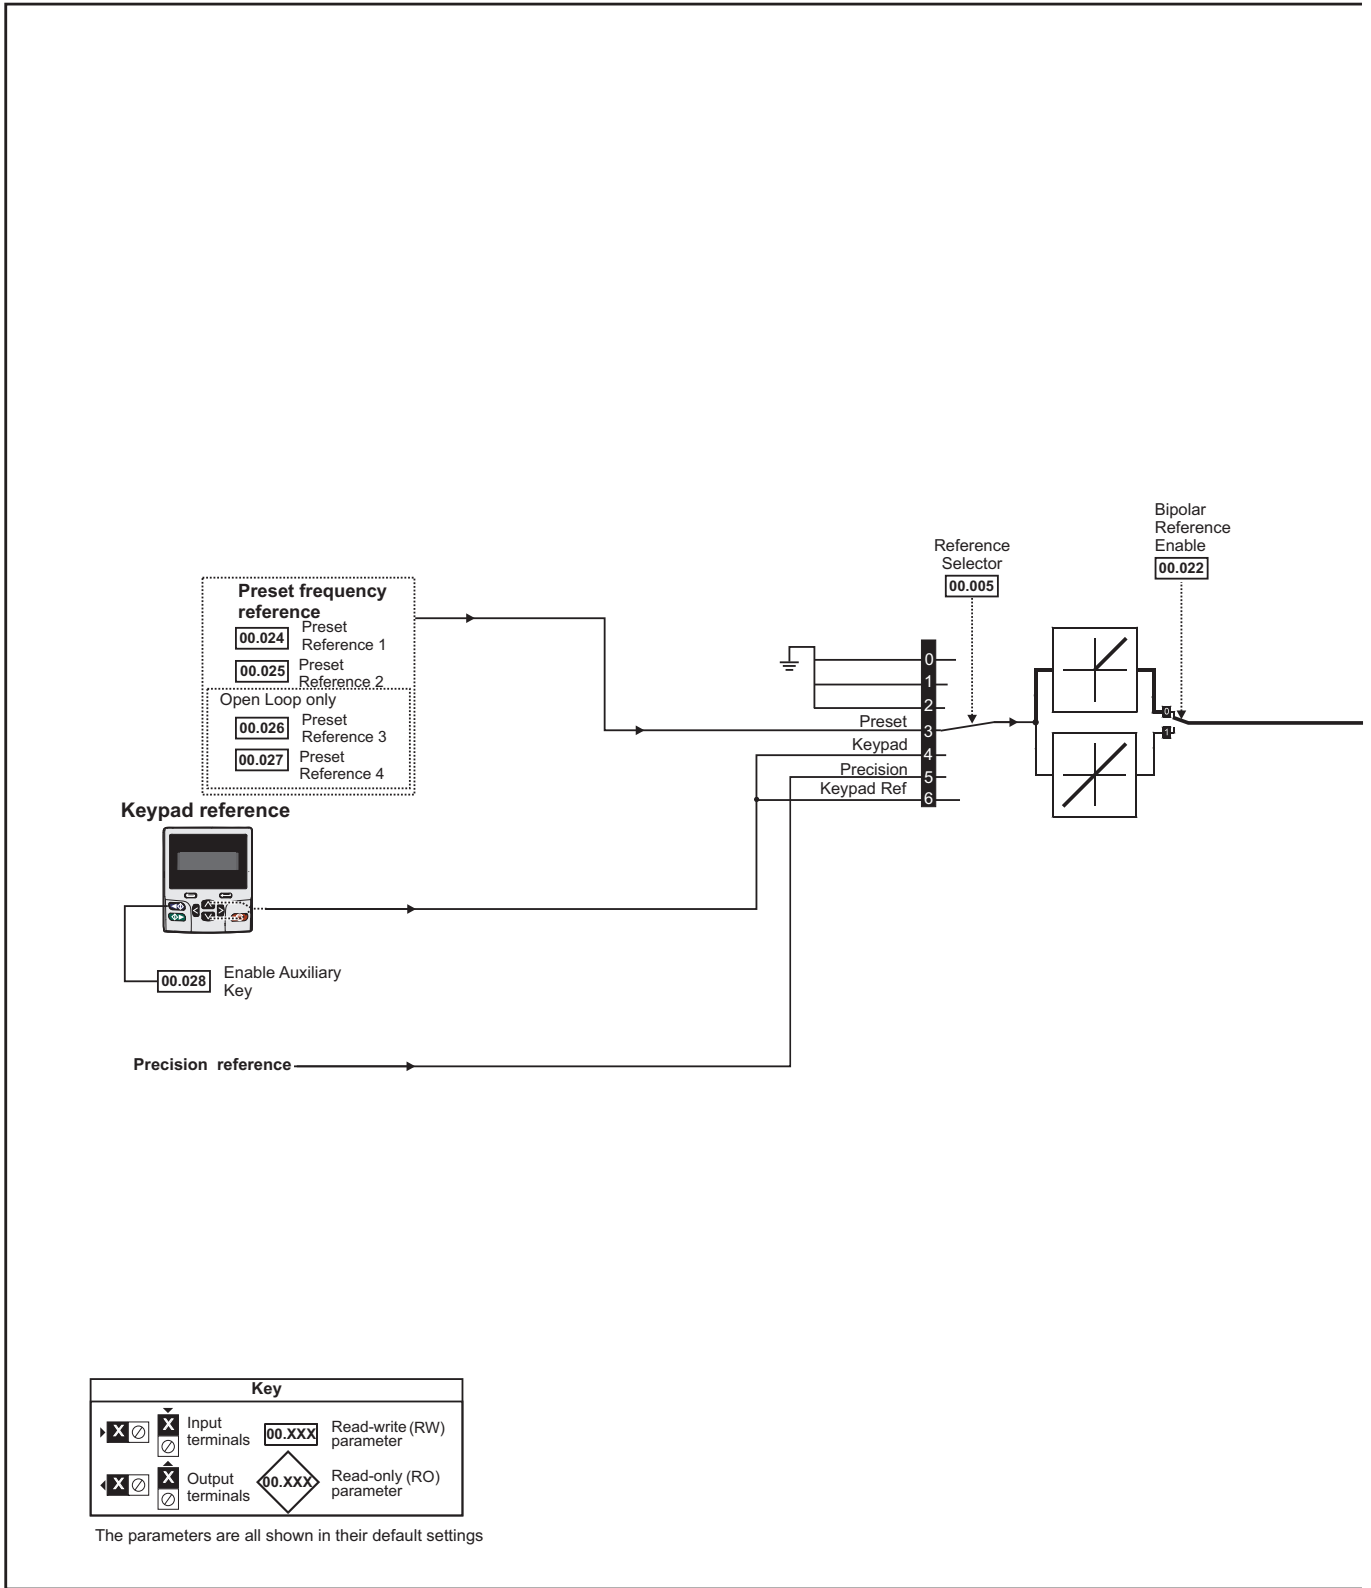 Bipolar
Reference
Enable
00.022
Reference
Selector
00.005
Preset frequency
reference
00.024
Preset
Reference 1
00.025
Preset
Reference 2
Open Loop only
00.026
Preset
Reference 3
00.027
Preset
Reference 4
0
1
2
Preset
3
Keypad
4
Precision
5
Keypad Ref
6
0
1
Keypad reference
00.028
Enable Auxiliary
Key
Precision reference
Key
X
X
Input
terminals
00.XXX
Read-write (RW)
parameter
X
X
Output
terminals
00.XXX
Read-only (RO)
parameter
The parameters are all shown in their default settings